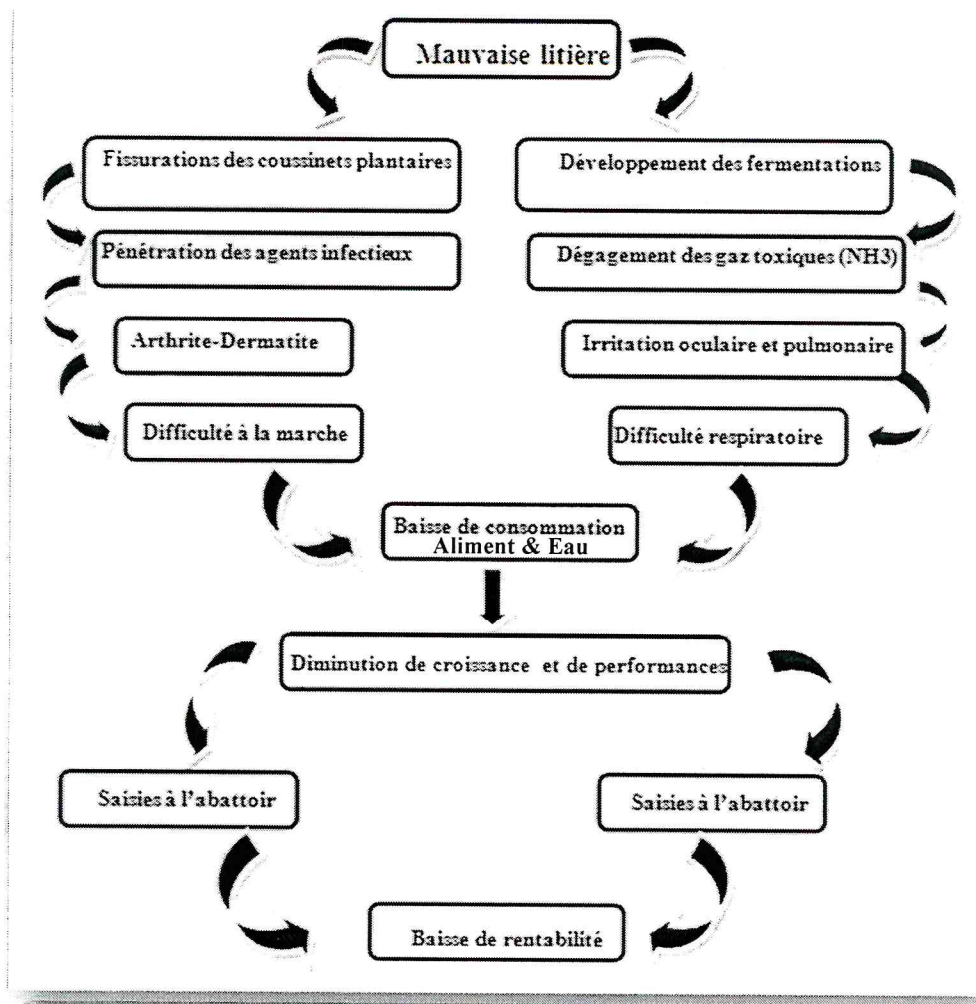 Mauvaise litière
Fissurations des coussinets plantaires
Développement des fermentations
Pénétration des agents infectieux
Dégagement des gaz toxiques (NH3)
Arthrite-Dermatite
Irritation oculaire et pulmonaire
Difficulté à la marche
Difficulté respiratoire
Baisse de consommation
Aliment & Eau
Diminution de croissance et de performances
Saisies à l'abattoir
Saisies à l'abattoir
Baisse de rentabilité